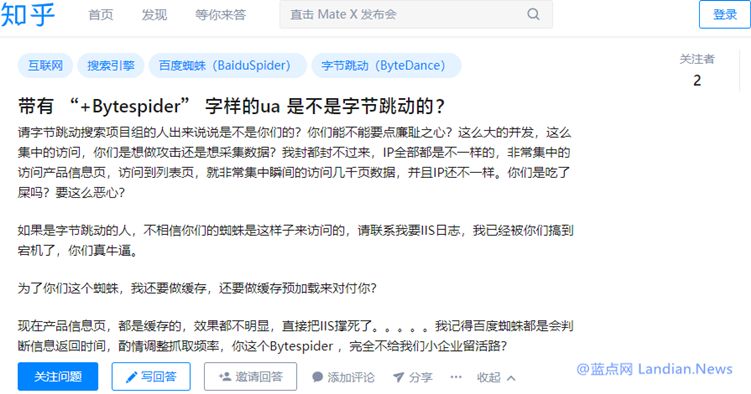 知乎 首页 发现 等你来答 直击 Mate X 发布会 登录
互联网 搜索引擎 百度蜘蛛（BaiduSpider） 字节跳动（ByteDance） 关注者
2
带有 “+Bytespider” 字样的ua 是不是字节跳动的？
请字节跳动搜索项目组的人出来说说是不是你们的？你们能不能要点廉耻之心？这么大的并发，这么
集中的访问，你们是想做攻击还是想采集数据？我封都封不过来，IP全部都是不一样的，非常集中的
访问产品信息页，访问到列表页，就非常集中瞬间的访问几千页数据，并且IP还不一样。你们是吃了
屎吗？要这么恶心？
如果是字节跳动的人，不相信你们的蜘蛛是这样子来访问的，请联系我要IIS日志，我已经被你们搞到
宕机了，你们真牛逼。
为了你们这个蜘蛛，我还要做缓存，还要做缓存预加载来对付你？
现在产品信息页，都是缓存的，效果都不明显，直接把IIS撑死了。。。。。我记得百度蜘蛛都是会判
断信息返回时间，酌情调整抓取频率，你这个Bytespider ，完全不给我们小企业留活路？
关注问题 写回答 邀请回答 添加评论 分享 ··· 收起
@蓝点网 Landian.News